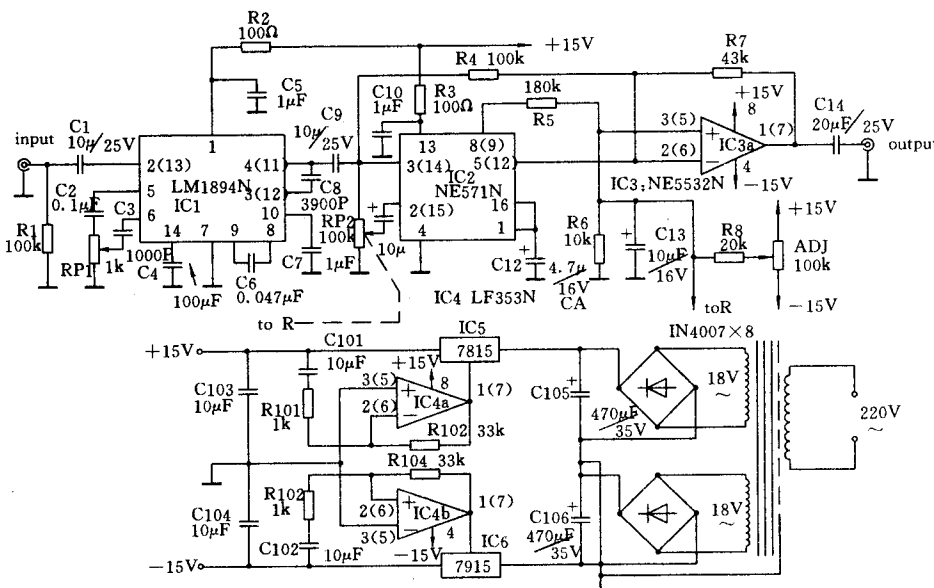 R2
100Ω
+15V
R4 100k
R7
43k
C5
1μF
C10
1μF
R3
100Ω
180k
R5
+15V
8
C14
20μF/25V
input
C1
10μ/25V
C9
10μ/25V
1
2(13)
4(11)
LM1894N
IC1
3(12)
5
6
10
14
7
9
8
13
8(9)
3(14)
5(12)
IC2
NE571N
2(15)
16
1
4
3(5)
2(6)
+
−
IC3a
1(7)
4
−15V
output
IC3:NE5532N
C2
0.1μF
C3
1000P
C8
3900P
R1
100k
RP1
1k
C4
100μF
C6
0.047μF
C7
1μF
RP2
100k
+
10μ
+
C12
4.7μ
16V
CA
R6
10k
+
C13
10μF
16V
R8
20k
+15V
ADJ
100k
−15V
toR
to R
IC4 LF353N
IN4007×8
+15V
C101
10μF
+15V
8
IC5
7815
C103
10μF
R101
1k
3(5)
2(6)
+
−
IC4a
1(7)
R102
33k
C105
+
470μF
35V
18V
~
220V
~
R104 33k
R102
1k
2(6)
3(5)
+
−
IC4b
1(7)
4
−15V
C104
10μF
C102
10μF
IC6
7915
C106
+
470μF
35V
18V
~
−15V